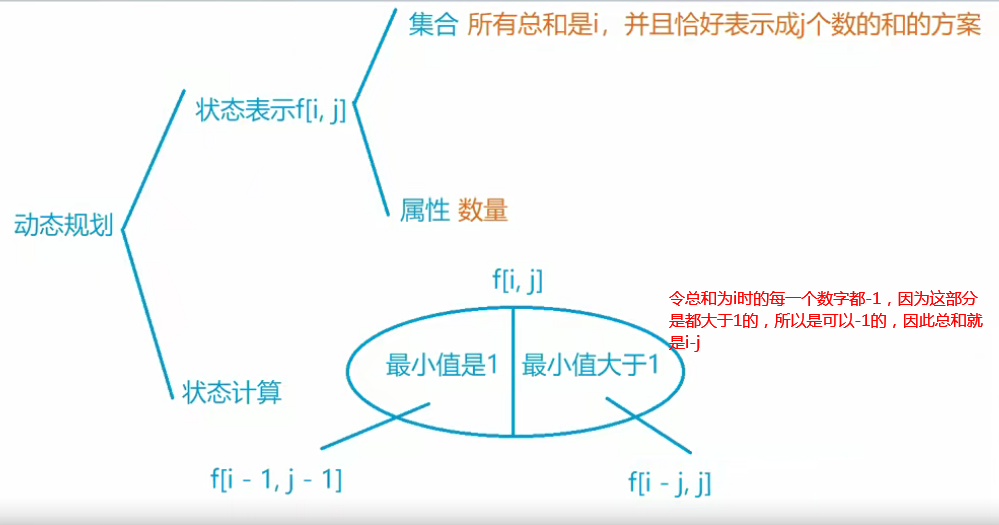 集合 所有总和是i，并且恰好表示成j个数的和的方案
状态表示f[i, j]
属性 数量
动态规划
f[i, j]
令总和为i时的每一个数字都-1，因为这部分
是都大于1的，所以是可以-1的，因此总和就
是i-j
最小值是1
最小值大于1
状态计算
f[i - 1, j - 1]
f[i - j, j]